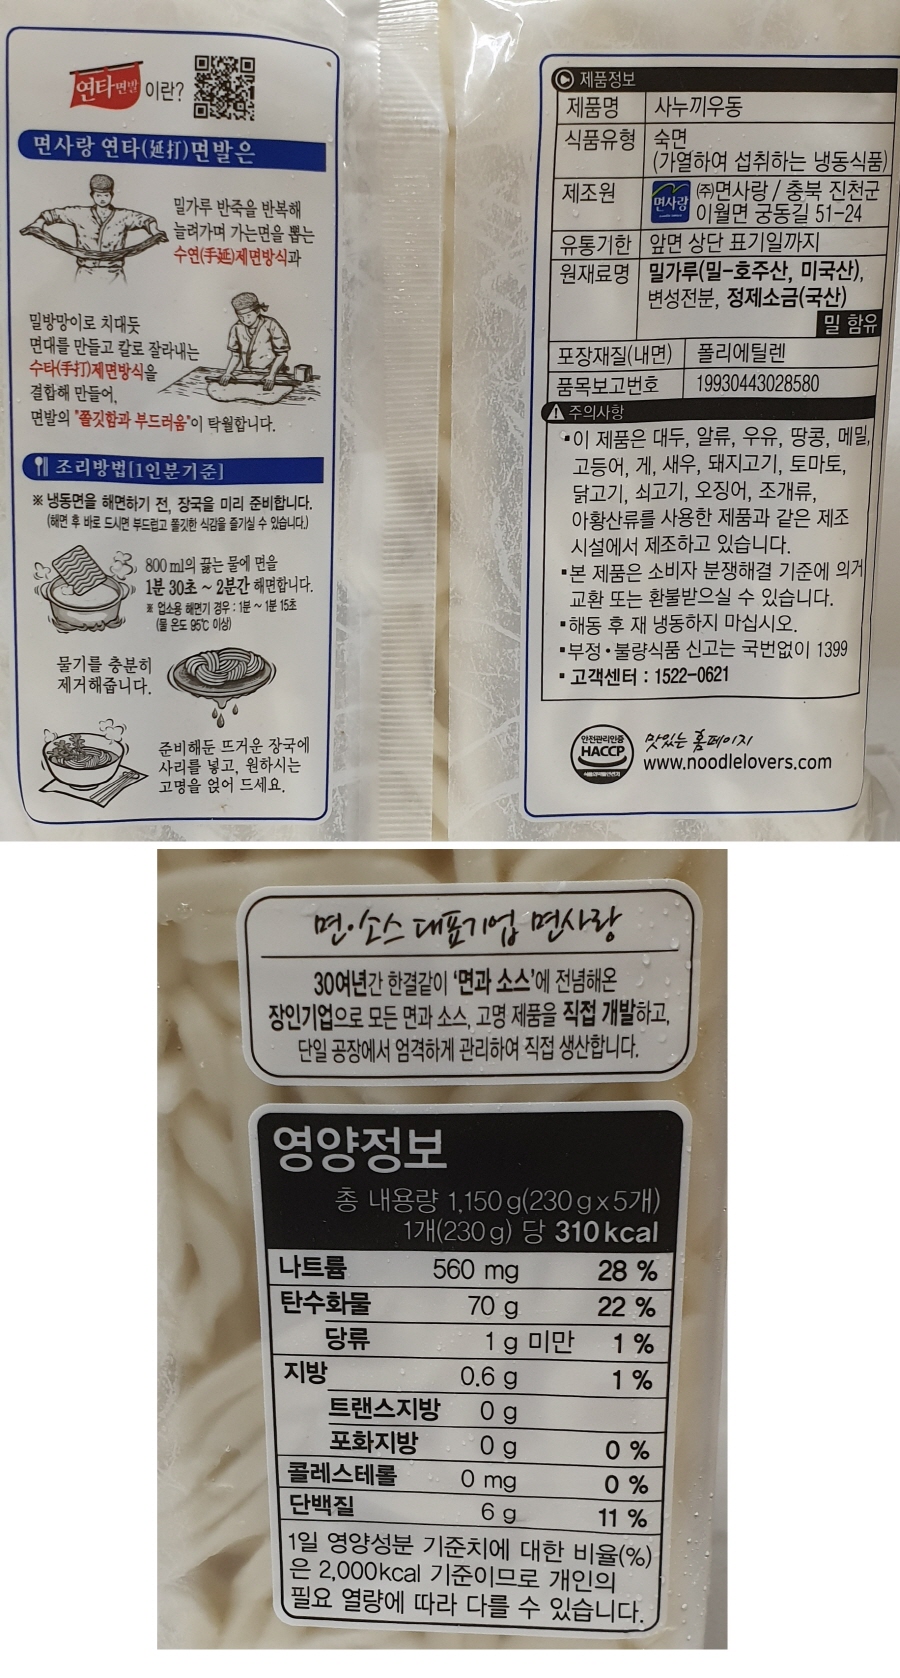 연타면발 이란?
면사랑 연타(延打)면발은
밀가루 반죽을 반복해
늘려가며 가는면을 뽑는
수연(手延)제면방식과
밀방망이로 치대듯
면대를 만들고 칼로 잘라내는
수타(手打)제면방식을
결합해 만들어,
면발의 "쫄깃함과 부드러움"이 탁월합니다.
조리방법[1인분기준]
※ 냉동면을 해면하기 전, 장국을 미리 준비합니다.
(해면 후 바로 드시면 부드럽고 쫄깃한 식감을 즐기실 수 있습니다.)
800 ml의 끓는 물에 면을
1분 30초 ~ 2분간 해면합니다.
※ 업소용 해면기 경우 : 1분 ~ 1분 15초
(물 온도 95℃ 이상)
물기를 충분히
제거해줍니다.
준비해둔 뜨거운 장국에
사리를 넣고, 원하시는
고명을 얹어 드세요.
제품정보
제품명 사누끼우동
식품유형 숙면
(가열하여 섭취하는 냉동식품)
제조원 면사랑 ㈜면사랑 / 충북 진천군
이월면 궁동길 51-24
유통기한 앞면 상단 표기일까지
원재료명 밀가루(밀-호주산, 미국산),
변성전분, 정제소금(국산)
밀 함유
포장재질(내면) 폴리에틸렌
품목보고번호 19930443028580
주의사항
▪이 제품은 대두, 알류, 우유, 땅콩, 메밀,
고등어, 게, 새우, 돼지고기, 토마토,
닭고기, 쇠고기, 오징어, 조개류,
아황산류를 사용한 제품과 같은 제조
시설에서 제조하고 있습니다.
▪본 제품은 소비자 분쟁해결 기준에 의거
교환 또는 환불받으실 수 있습니다.
▪해동 후 재 냉동하지 마십시오.
▪부정•불량식품 신고는 국번없이 1399
▪고객센터 : 1522-0621
안전관리인증
HACCP
식품의약품안전처
맛있는 홈페이지
www.noodlelovers.com
면·소스 대표기업 면사랑
30여년간 한결같이 '면과 소스'에 전념해온
장인기업으로 모든 면과 소스, 고명 제품을 직접 개발하고,
단일 공장에서 엄격하게 관리하여 직접 생산합니다.
영양정보
총 내용량 1,150 g(230 g x 5개)
1개(230 g) 당 310 kcal
나트륨 560 mg 28 %
탄수화물 70 g 22 %
당류 1 g 미만 1 %
지방 0.6 g 1 %
트랜스지방 0 g
포화지방 0 g 0 %
콜레스테롤 0 mg 0 %
단백질 6 g 11 %
1일 영양성분 기준치에 대한 비율(%)
은 2,000kcal 기준이므로 개인의
필요 열량에 따라 다를 수 있습니다.